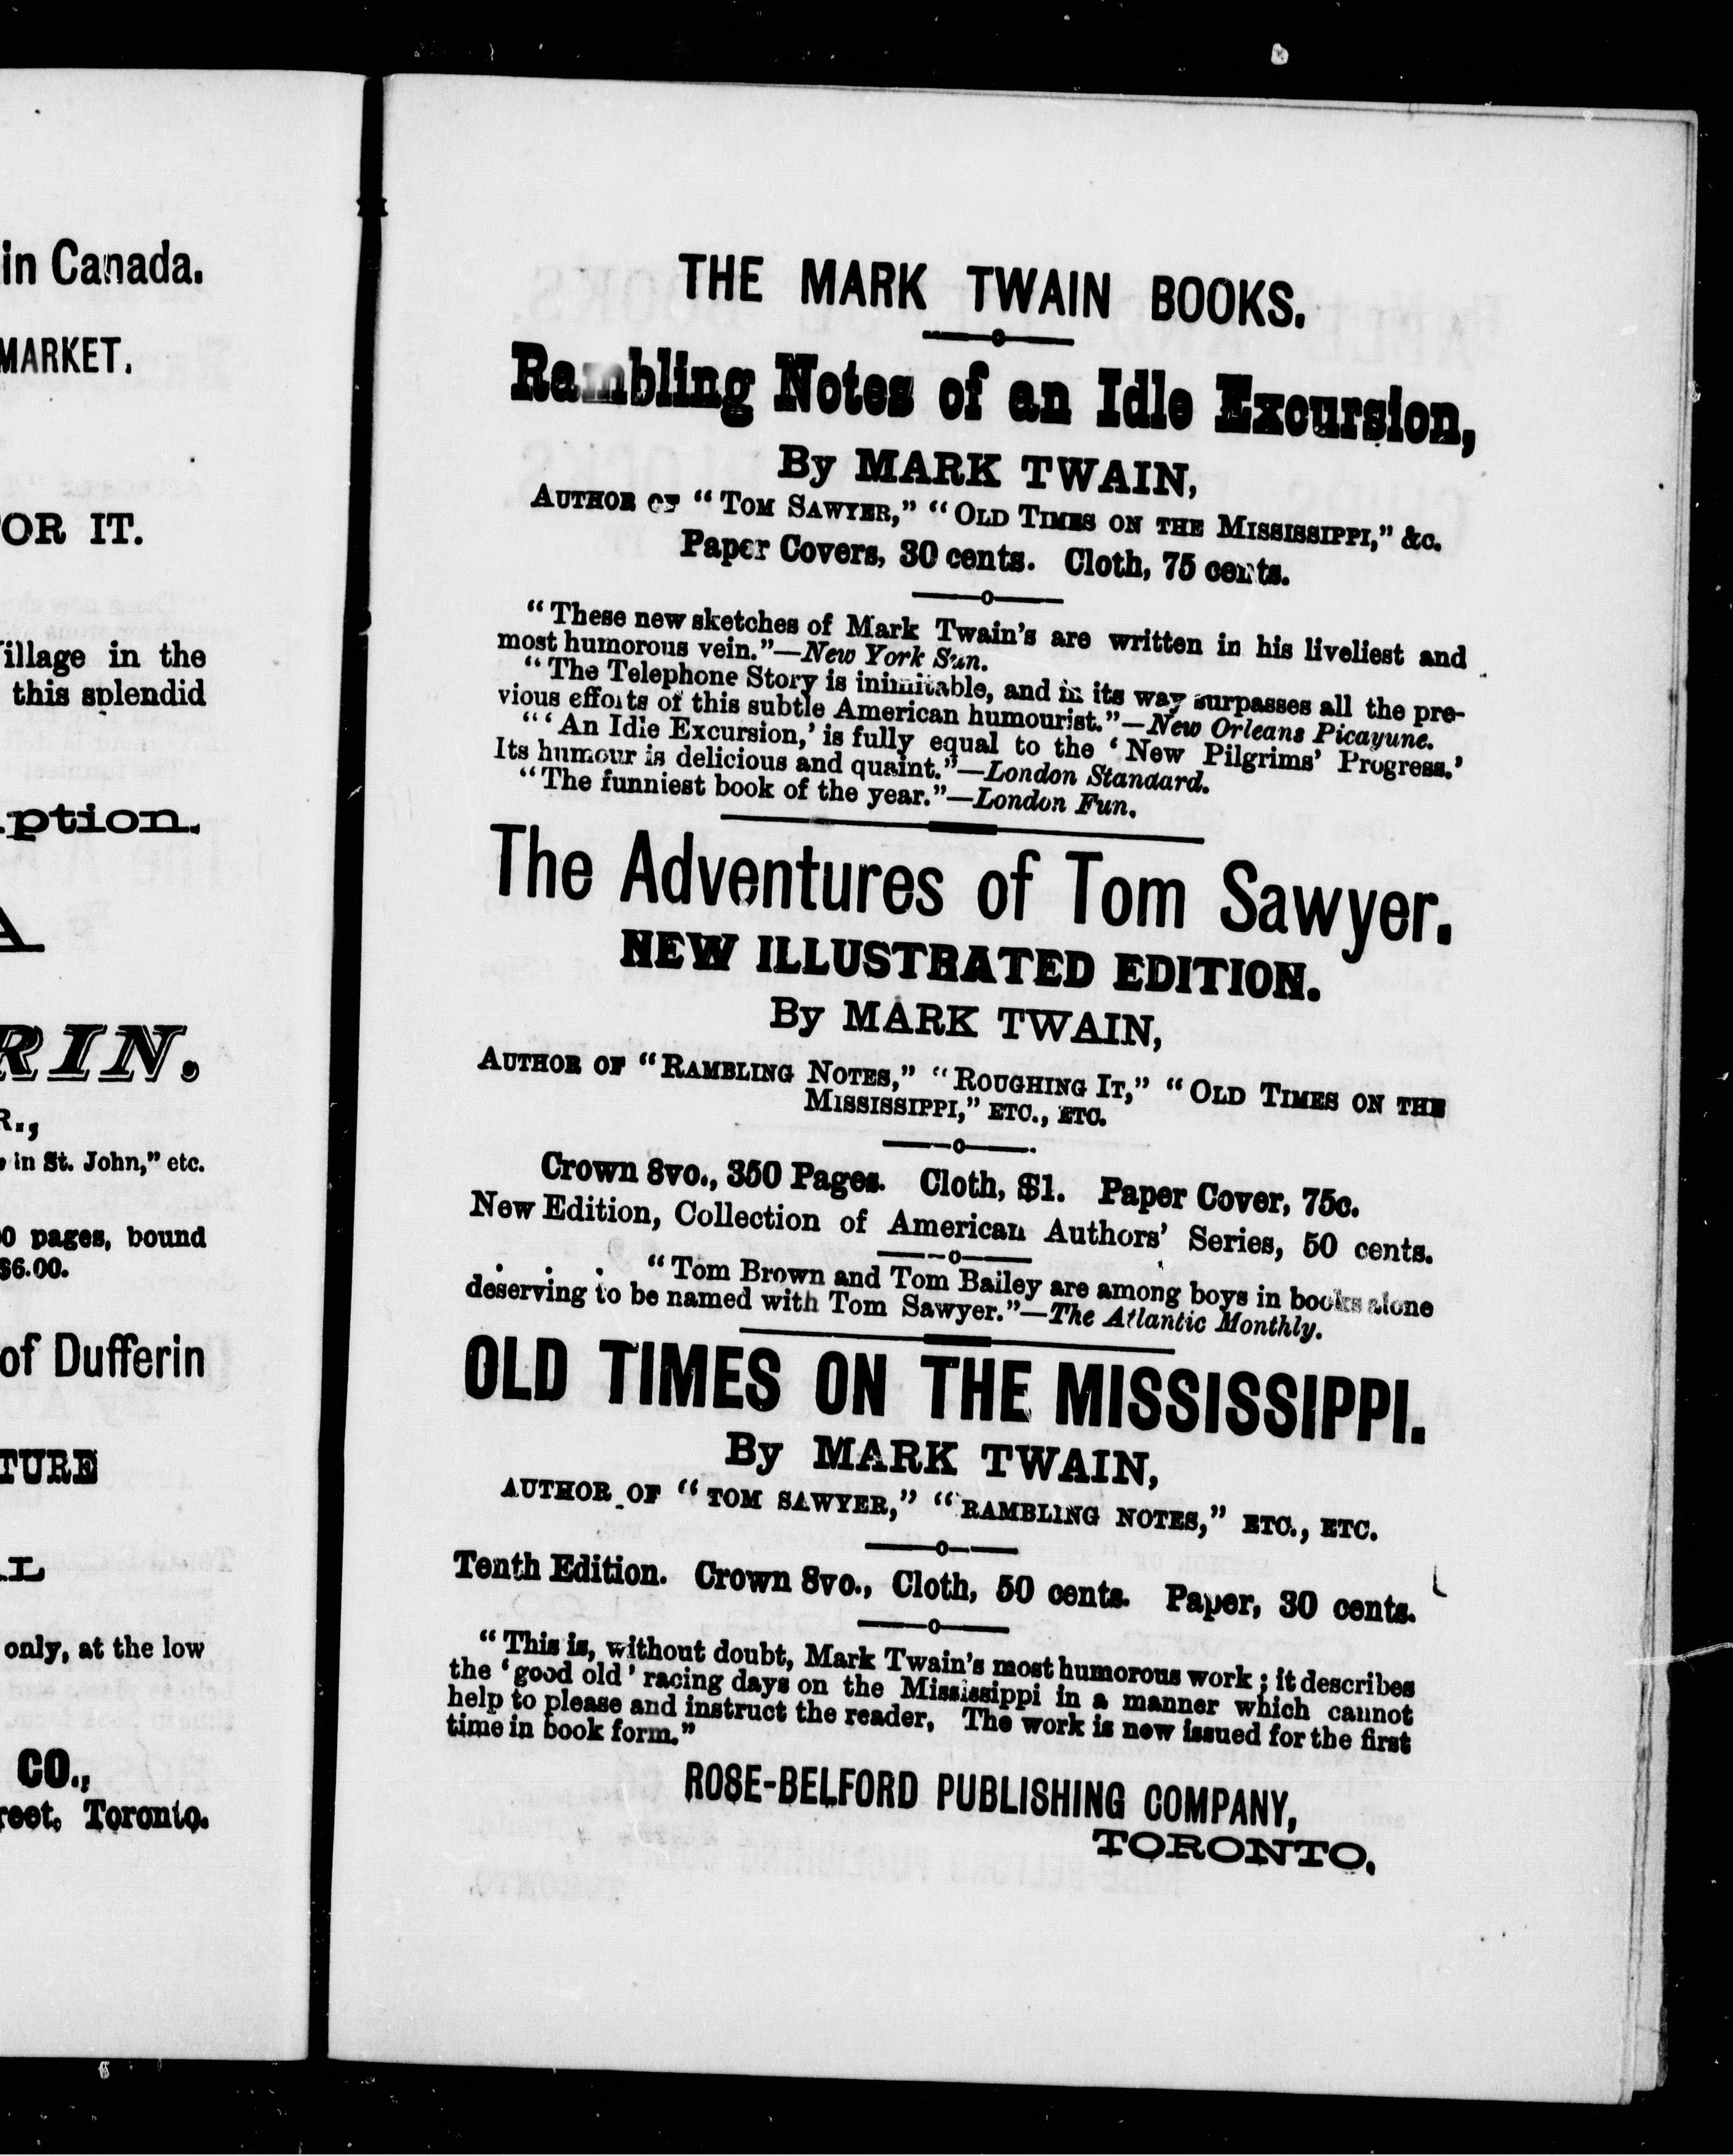 in Canada.
MARKET.
OR IT.
illage in the
this splendid
ption.
A
RIN.
R.,
in St. John," etc.
0 pages, bound
$6.00.
of Dufferin
TURE
L
only, at the low
CO.,
reet, Toronto.
THE MARK TWAIN BOOKS.
Rambling Notes of an Idle Excursion,
By MARK TWAIN,
AUTHOR OF "TOM SAWYER," "OLD TIMES ON THE MISSISSIPPI," &c.
Paper Covers, 30 cents. Cloth, 75 cents.
"These new sketches of Mark Twain's are written in his liveliest and
most humorous vein."—New York Sun.
"The Telephone Story is inimitable, and in its way surpasses all the pre-
vious efforts of this subtle American humourist."—New Orleans Picayune.
"'An Idle Excursion,' is fully equal to the 'New Pilgrims' Progress.'
Its humour is delicious and quaint."—London Standard.
"The funniest book of the year."—London Fun.
The Adventures of Tom Sawyer.
NEW ILLUSTRATED EDITION.
By MARK TWAIN,
AUTHOR OF "RAMBLING NOTES," "ROUGHING IT," "OLD TIMES ON THE
MISSISSIPPI," ETC., ETC.
Crown 8vo., 350 Pages. Cloth, $1. Paper Cover, 75c.
New Edition, Collection of American Authors' Series, 50 cents.
. . . "Tom Brown and Tom Bailey are among boys in books alone
deserving to be named with Tom Sawyer."—The Atlantic Monthly.
OLD TIMES ON THE MISSISSIPPI.
By MARK TWAIN,
AUTHOR OF "TOM SAWYER," "RAMBLING NOTES," ETC., ETC.
Tenth Edition. Crown 8vo., Cloth, 50 cents. Paper, 30 cents.
"This is, without doubt, Mark Twain's most humorous work; it describes
the 'good old' racing days on the Mississippi in a manner which cannot
help to please and instruct the reader. The work is now issued for the first
time in book form."
ROSE-BELFORD PUBLISHING COMPANY,
TORONTO.